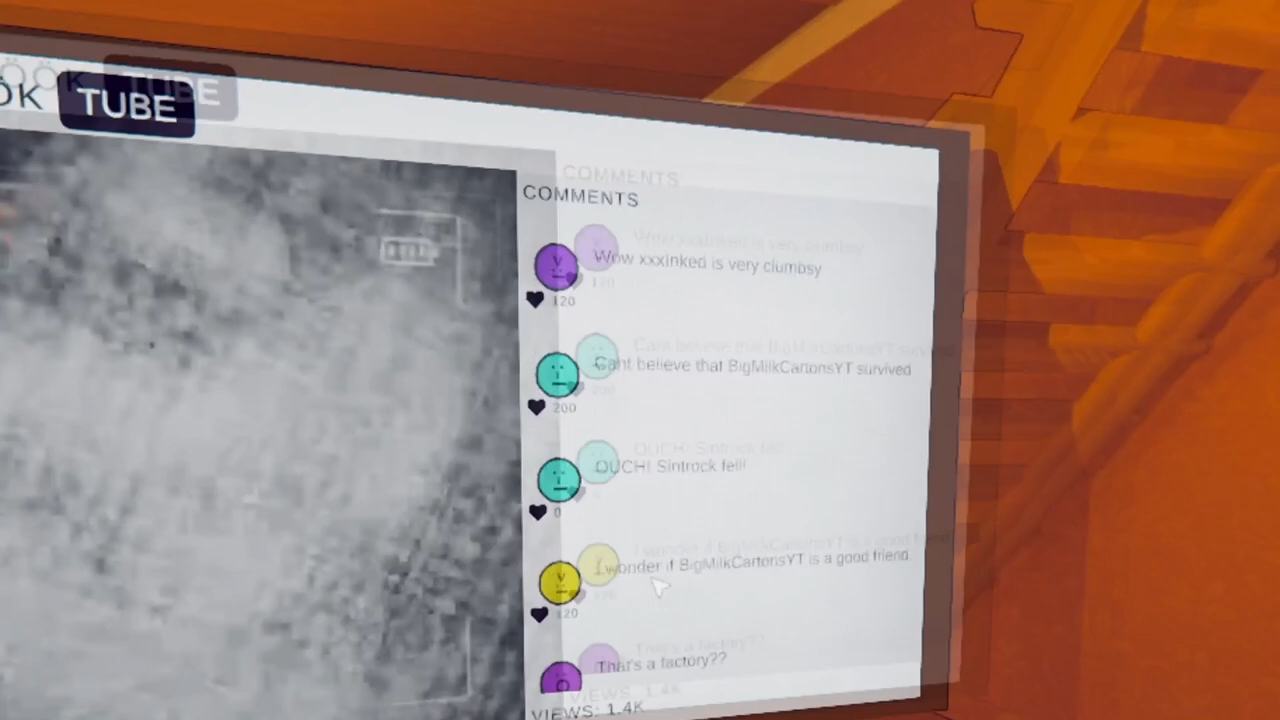 ÖK TUBE
COMMENTS
Wow xxxinked is very clumbsy
120
Cant believe that BigMilkCartonsYT survived
200
OUCH! Sintrock fell!
0
I wonder if BigMilkCartonsYT is a good friend.
120
That's a factory??
VIEWS: 1.4K